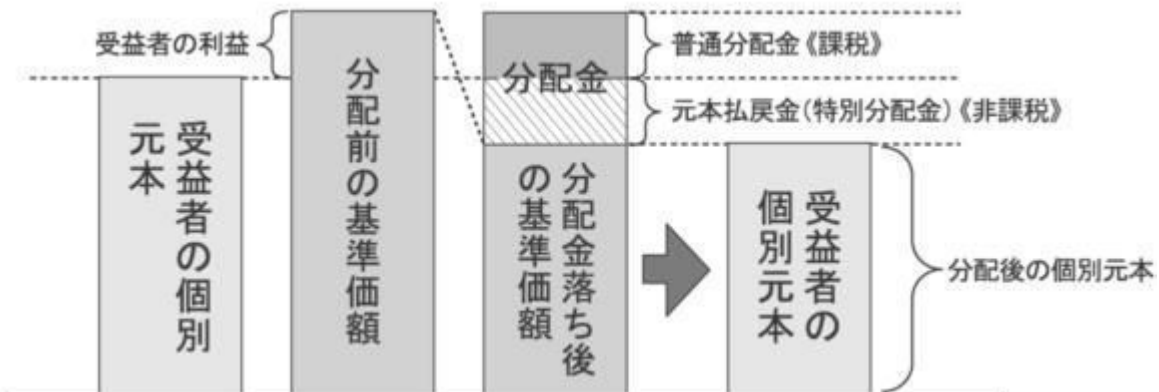 受益者の利益
受益者の個別
元本
分配前の基準価額
分配金
分配金落ち後
の基準価額
普通分配金《課税》
元本払戻金(特別分配金)《非課税》
受益者の
個別元本
分配後の個別元本